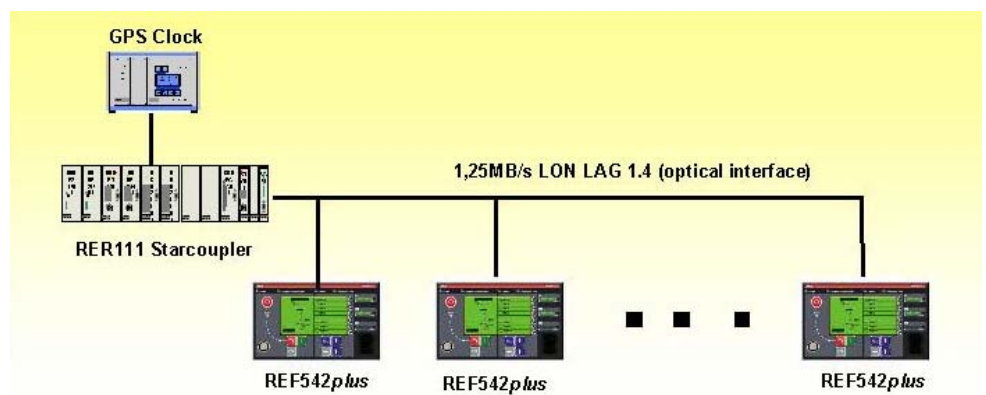 GPS Clock
1,25MB/s LON LAG 1.4 (optical interface)
RER111 Starcoupler
REF542plus
REF542plus
REF542plus